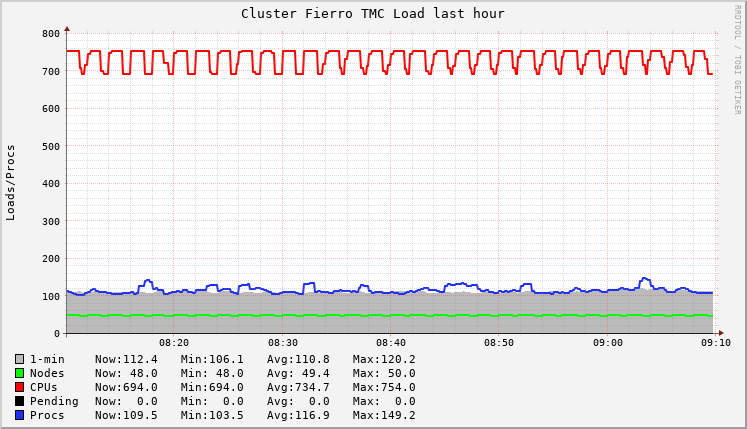 Cluster Fierro TMC Load last hour
RRDTOOL / TOBI OETIKER
Loads/Procs
800
700
600
500
400
300
200
100
0
08:20 08:30 08:40 08:50 09:00 09:10
1-min Now:112.4 Min:106.1 Avg:110.8 Max:120.2
Nodes Now: 48.0 Min: 48.0 Avg: 49.4 Max: 50.0
CPUs Now:694.0 Min:694.0 Avg:734.7 Max:754.0
Pending Now: 0.0 Min: 0.0 Avg: 0.0 Max: 0.0
Procs Now:109.5 Min:103.5 Avg:116.9 Max:149.2